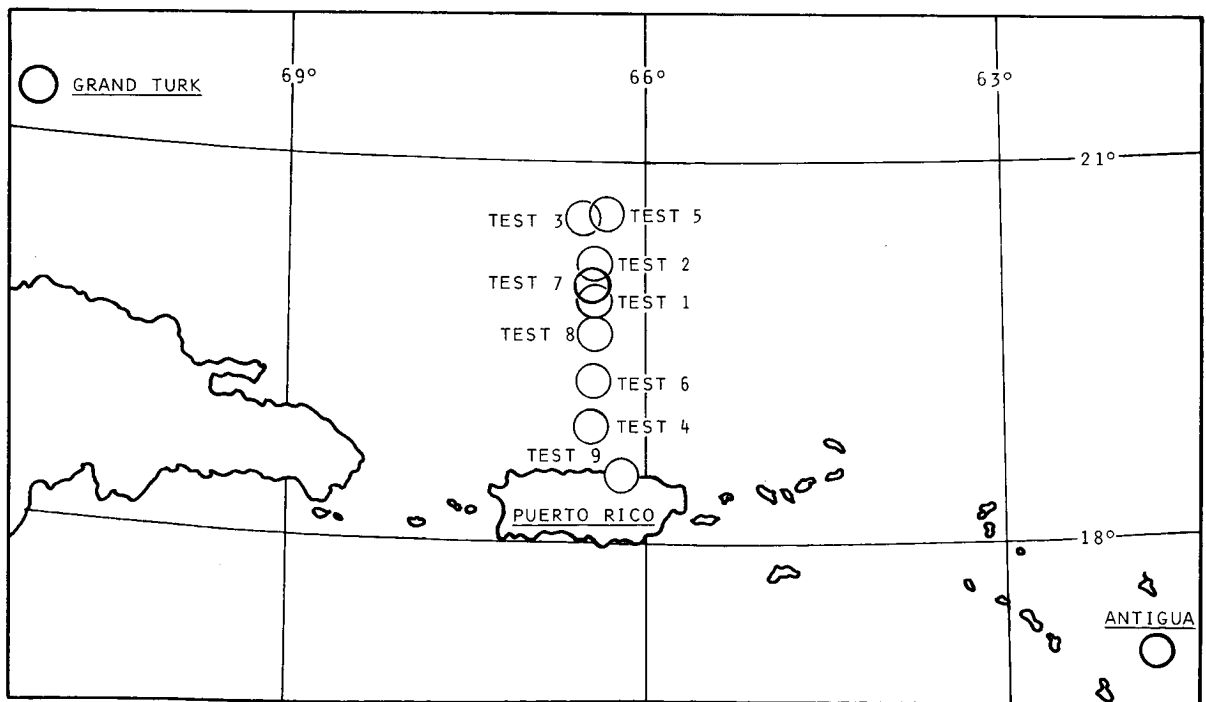 69°
66°
63°
GRAND TURK
21°
TEST 3
TEST 5
TEST 2
TEST 7
TEST 1
TEST 8
TEST 6
TEST 4
TEST 9
PUERTO RICO
18°
ANTIGUA